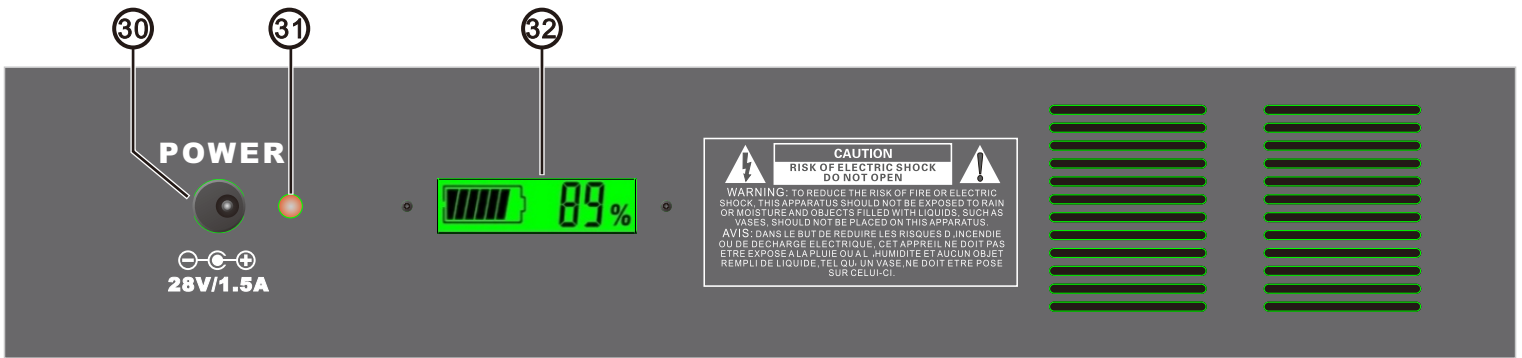 30 31 32
POWER
28V/1.5A
89%
CAUTION
RISK OF ELECTRIC SHOCK
DO NOT OPEN
WARNING: TO REDUCE THE RISK OF FIRE OR ELECTRIC
SHOCK, THIS APPARATUS SHOULD NOT BE EXPOSED TO RAIN
OR MOISTURE AND OBJECTS FILLED WITH LIQUIDS, SUCH AS
VASES, SHOULD NOT BE PLACED ON THIS APPARATUS.
AVIS: DANS LE BUT DE REDUIRE LES RISQUES D,INCENDIE
OU DE DECHARGE ELECTRIQUE, CET APPREIL NE DOIT PAS
ETRE EXPOSE A LA PLUIE OU A L ,HUMIDITE ET AUCUN OBJET
REMPLI DE LIQUIDE, TEL QU, UN VASE,NE DOIT ETRE POSE
SUR CELUI-CI.